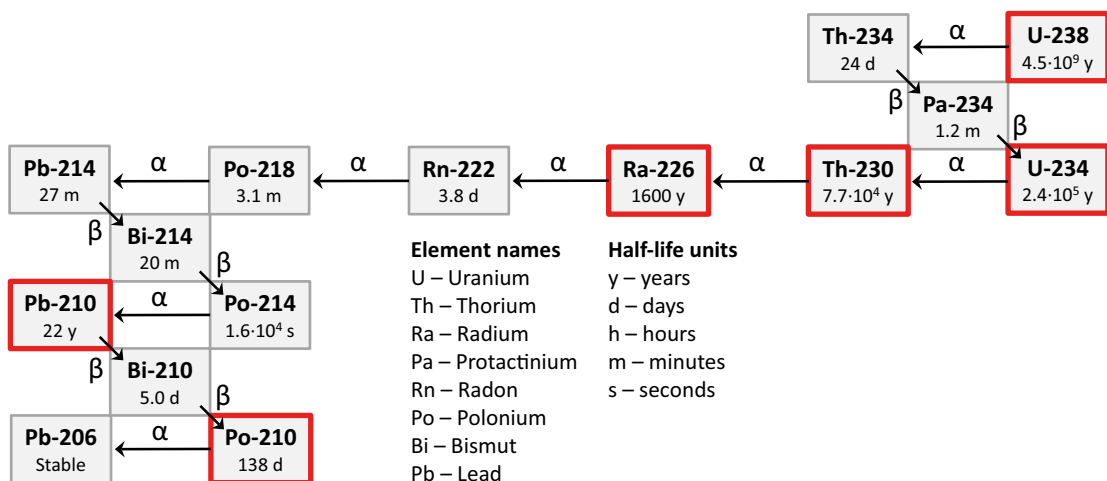 Th-234
24 d
α
U-238
4.5·10⁹ y
β
Pa-234
1.2 m
β
Pb-214
27 m
α
Po-218
3.1 m
α
Rn-222
3.8 d
α
Ra-226
1600 y
α
Th-230
7.7·10⁴ y
α
U-234
2.4·10⁵ y
β
Bi-214
20 m
β
Pb-210
22 y
α
Po-214
1.6·10⁴ s
β
Bi-210
5.0 d
β
Pb-206
Stable
α
Po-210
138 d
Element names
U – Uranium
Th – Thorium
Ra – Radium
Pa – Protactinium
Rn – Radon
Po – Polonium
Bi – Bismut
Pb – Lead
Half-life units
y – years
d – days
h – hours
m – minutes
s – seconds